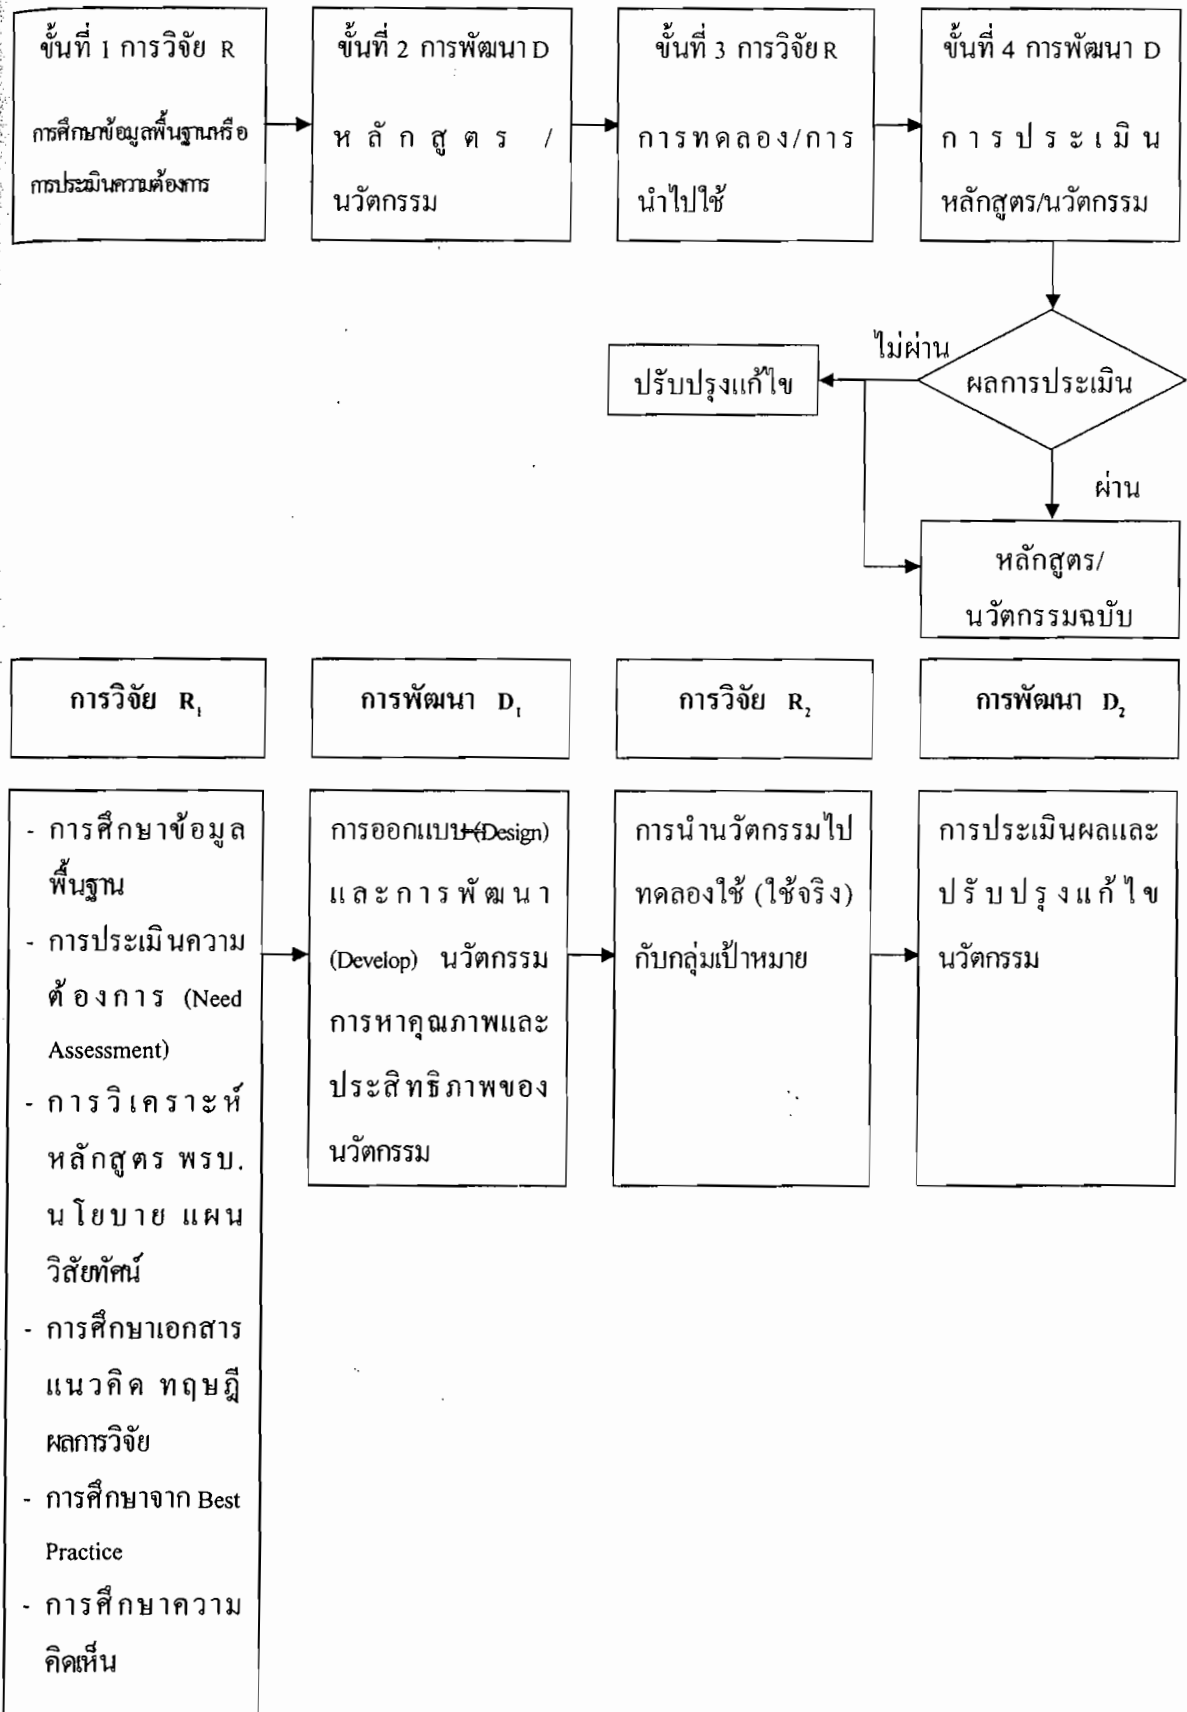 ขั้นที่ 1 การวิจัย R
การศึกษาข้อมูลพื้นฐานหรือ
การประเมินความต้องการ
ขั้นที่ 2 การพัฒนา D
หลักสูตร /
นวัตกรรม
ขั้นที่ 3 การวิจัย R
การทดลอง/การ
นำไปใช้
ขั้นที่ 4 การพัฒนา D
การประเมิน
หลักสูตร/นวัตกรรม
ไม่ผ่าน
ปรับปรุงแก้ไข
ผลการประเมิน
ผ่าน
หลักสูตร/
นวัตกรรมฉบับ
การวิจัย R₁
การพัฒนา D₁
การวิจัย R₂
การพัฒนา D₂
- การศึกษาข้อมูล
พื้นฐาน
- การประเมินความ
ต้องการ (Need
Assessment)
- การวิเคราะห์
หลักสูตร พรบ.
นโยบาย แผน
วิสัยทัศน์
- การศึกษาเอกสาร
แนวคิด ทฤษฎี
ผลการวิจัย
- การศึกษาจาก Best
Practice
- การศึกษาความ
คิดเห็น
การออกแบบ (Design)
และการพัฒนา
(Develop) นวัตกรรม
การหาคุณภาพและ
ประสิทธิภาพของ
นวัตกรรม
การนำนวัตกรรมไป
ทดลองใช้ (ใช้จริง)
กับกลุ่มเป้าหมาย
การประเมินผลและ
ปรับปรุงแก้ไข
นวัตกรรม